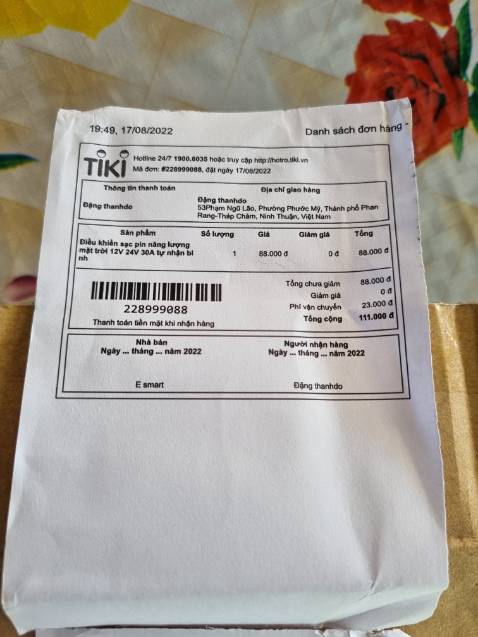 19:49, 17/08/2022 Danh sách đơn hàng -
TIKI
Hotline 24/7 1900.6035 hoặc truy cập http://hotro.tiki.vn
Mã đơn: #228999088, đặt ngày 17/08/2022
Thông tin thanh toán Địa chỉ giao hàng
Đặng thanhdo
Đặng thanhdo
53Phạm Ngũ Lão, Phường Phước Mỹ, Thành phố Phan
Rang-Tháp Chàm, Ninh Thuận, Việt Nam
Sản phẩm Số lượng Giá Giảm giá Tổng
Điều khiển sạc pin năng lượng
mặt trời 12V 24V 30A tự nhận bì
nh
1 88.000 đ 0 đ 88.000 đ
Tổng chưa giảm 88.000 đ
Giảm giá 0 đ
Phí vận chuyển 23.000 đ
Tổng cộng 111.000 đ
228999088
Thanh toán tiền mặt khi nhận hàng
Nhà bán Người nhận hàng
Ngày ... tháng ... năm 2022 Ngày ... tháng ... năm 2022
E smart Đặng thanhdo